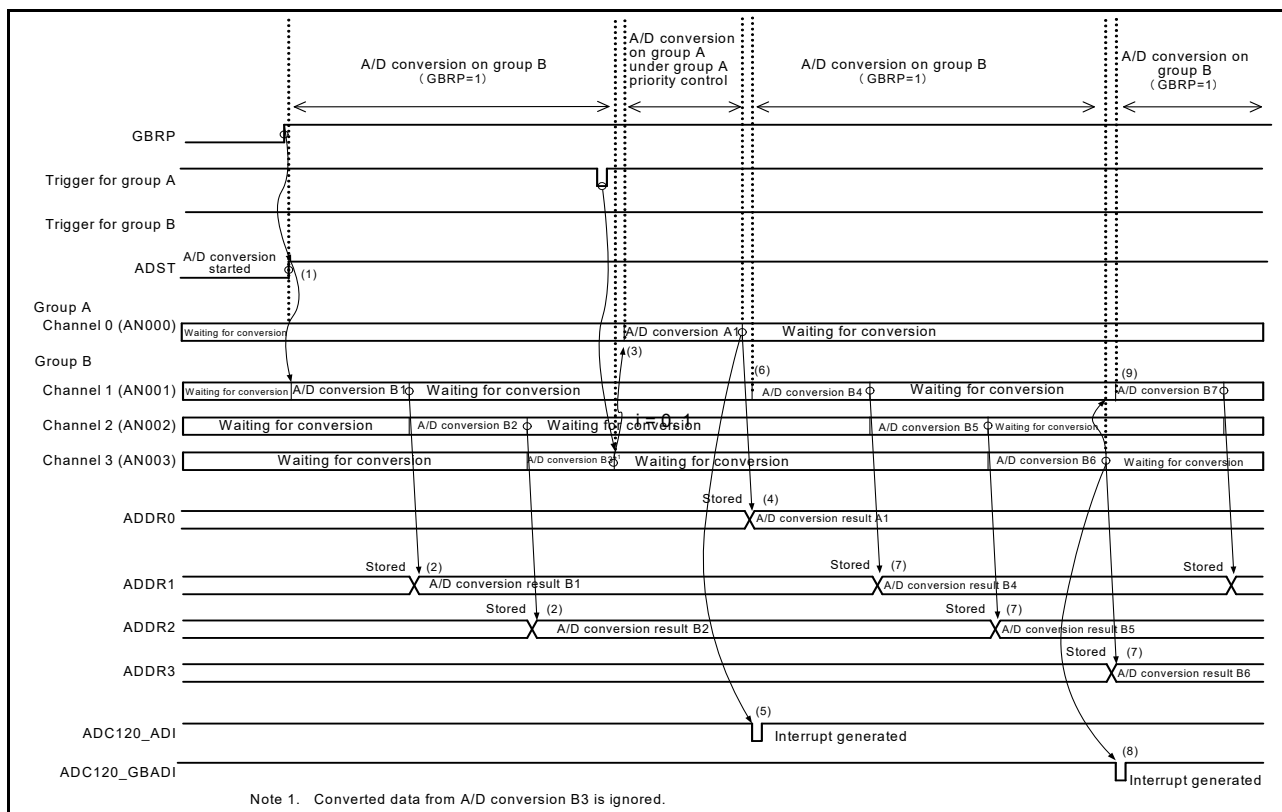 A/D conversion on group B
（GBRP=1）
A/D conversion
on group A
under group A
priority control
A/D conversion on group B
（GBRP=1）
A/D conversion on
group B
（GBRP=1）
GBRP
Trigger for group A
Trigger for group B
ADST
A/D conversion
started
(1)
Group A
Channel 0 (AN000)
Waiting for conversion
A/D conversion A1
Waiting for conversion
(3)
Group B
(6)
(9)
Channel 1 (AN001)
Waiting for conversion
A/D conversion B1
Waiting for conversion
A/D conversion B4
Waiting for conversion
A/D conversion B7
i = 0, 1
Channel 2 (AN002)
Waiting for conversion
A/D conversion B2
Waiting for conversion
A/D conversion B5
Waiting for conversion
Channel 3 (AN003)
Waiting for conversion
A/D conversion B3*1
Waiting for conversion
A/D conversion B6
Waiting for conversion
Stored
(4)
ADDR0
A/D conversion result A1
Stored
(2)
Stored
(7)
Stored
ADDR1
A/D conversion result B1
A/D conversion result B4
Stored
(2)
Stored
(7)
ADDR2
A/D conversion result B2
A/D conversion result B5
Stored
(7)
ADDR3
A/D conversion result B6
(5)
ADC120_ADI
Interrupt generated
(8)
ADC120_GBADI
Interrupt generated
Note 1. Converted data from A/D conversion B3 is ignored.